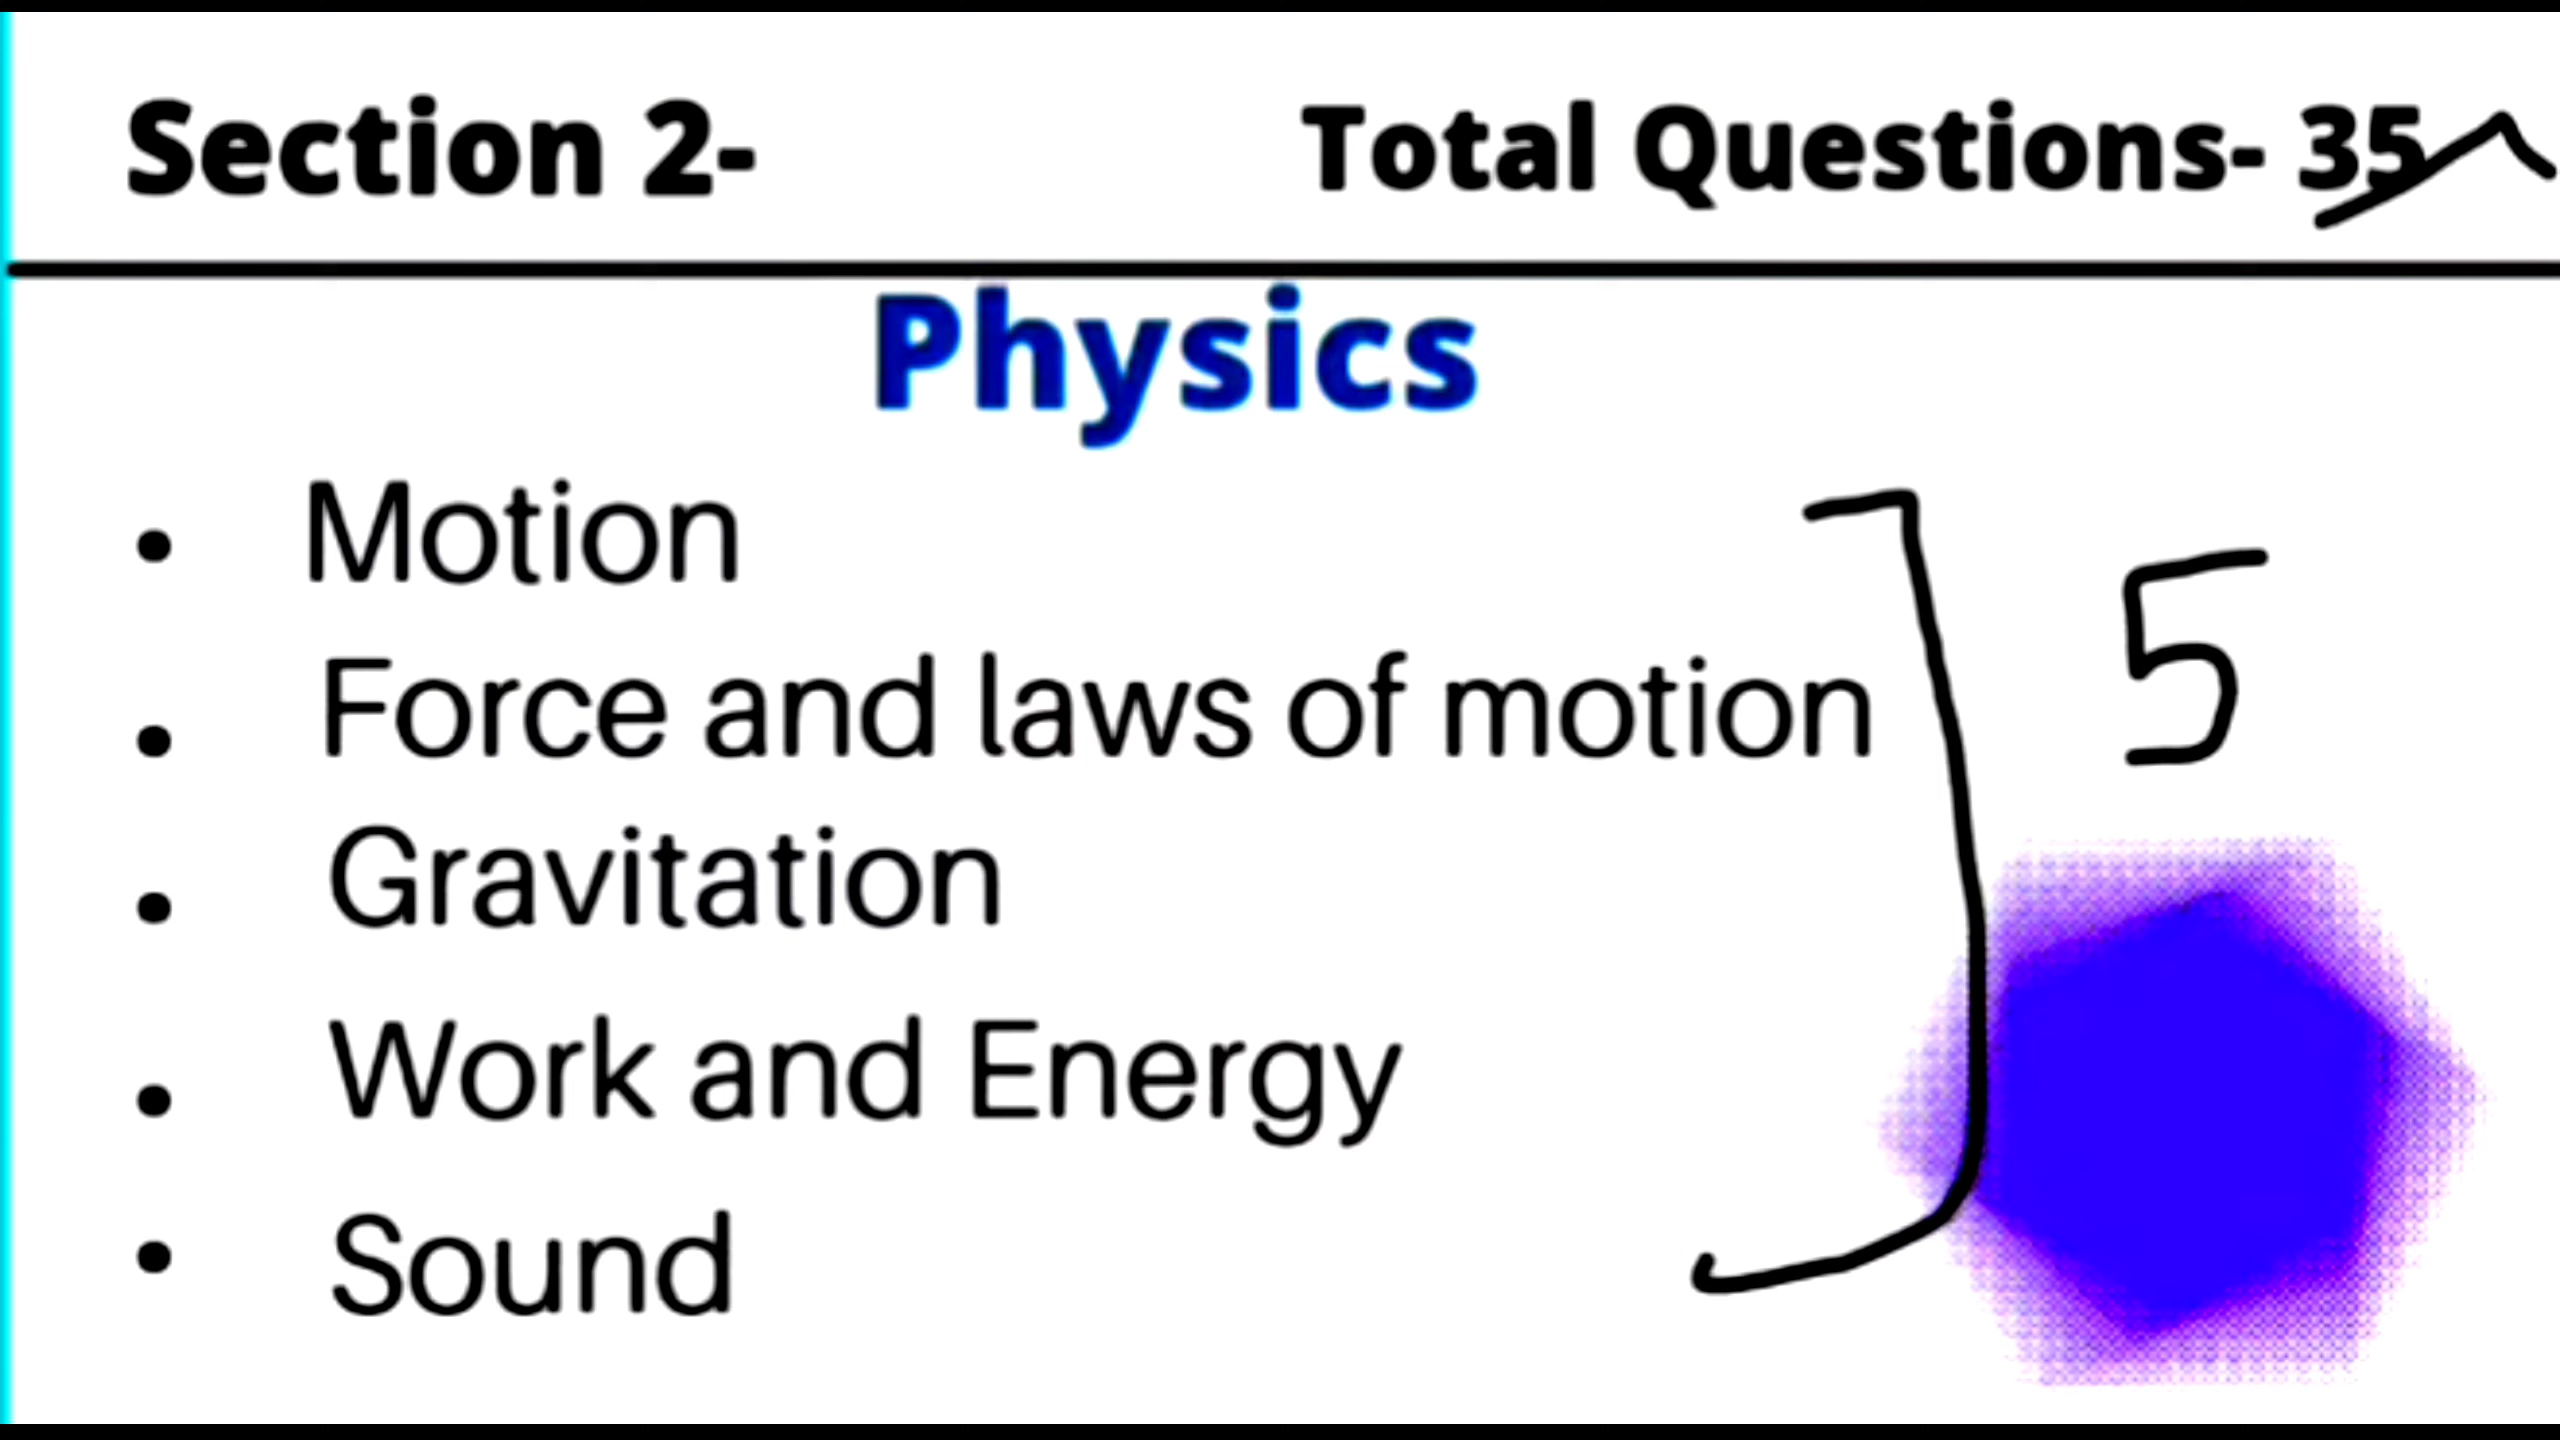 Section 2-
Total Questions- 35
Physics
• Motion
• Force and laws of motion
5
• Gravitation
• Work and Energy
• Sound